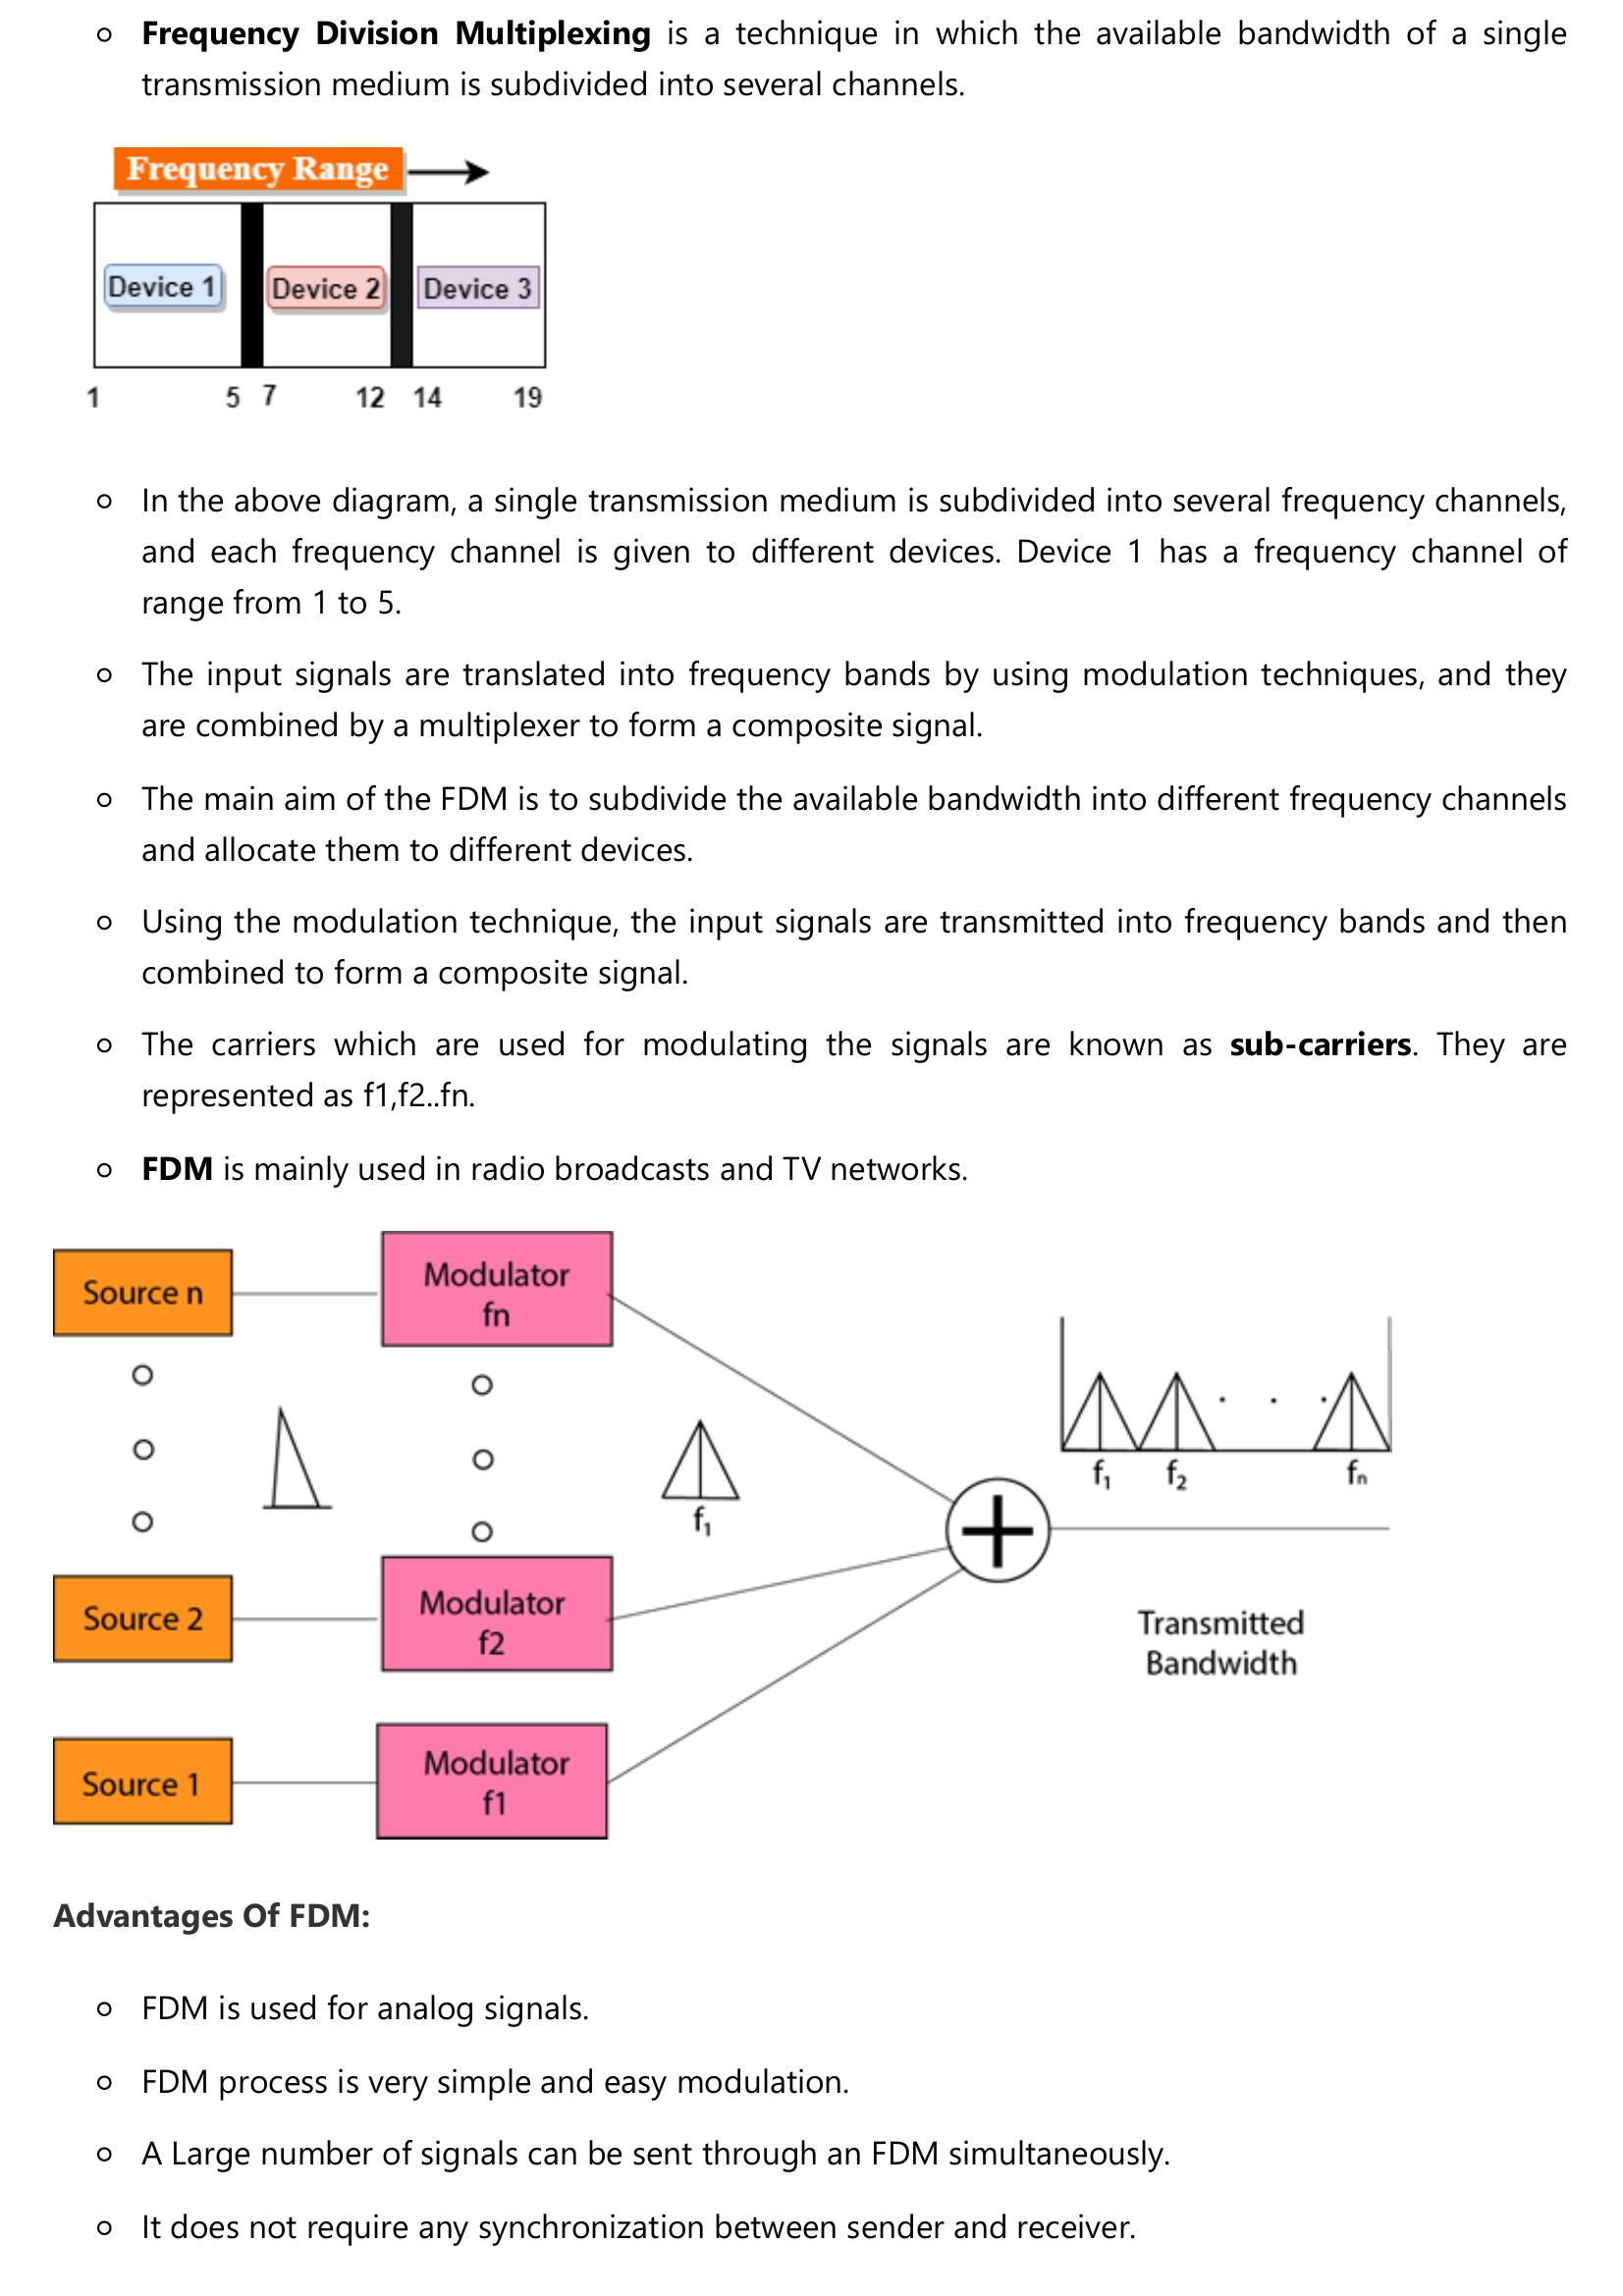 Frequency Division Multiplexing is a technique in which the available bandwidth of a single
transmission medium is subdivided into several channels.
Frequency Range
Device 1 Device 2 Device 3
1 5 7 12 14 19
In the above diagram, a single transmission medium is subdivided into several frequency channels,
and each frequency channel is given to different devices. Device 1 has a frequency channel of
range from 1 to 5.
The input signals are translated into frequency bands by using modulation techniques, and they
are combined by a multiplexer to form a composite signal.
The main aim of the FDM is to subdivide the available bandwidth into different frequency channels
and allocate them to different devices.
Using the modulation technique, the input signals are transmitted into frequency bands and then
combined to form a composite signal.
The carriers which are used for modulating the signals are known as sub-carriers. They are
represented as f1,f2..fn.
FDM is mainly used in radio broadcasts and TV networks.
Source n
Modulator
fn
f₁ f₂ fₙ
f₁
Source 2
Modulator
f2
Transmitted
Bandwidth
Source 1
Modulator
f1
Advantages Of FDM:
FDM is used for analog signals.
FDM process is very simple and easy modulation.
A Large number of signals can be sent through an FDM simultaneously.
It does not require any synchronization between sender and receiver.